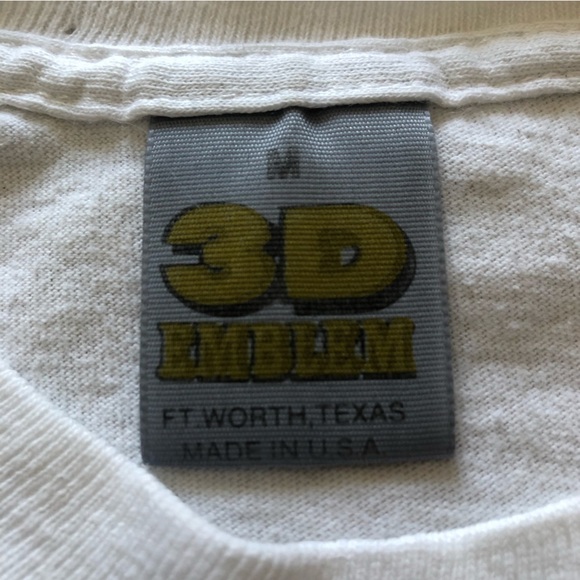 M
3D
EMBLEM
FT WORTH, TEXAS
MADE IN U.S.A.